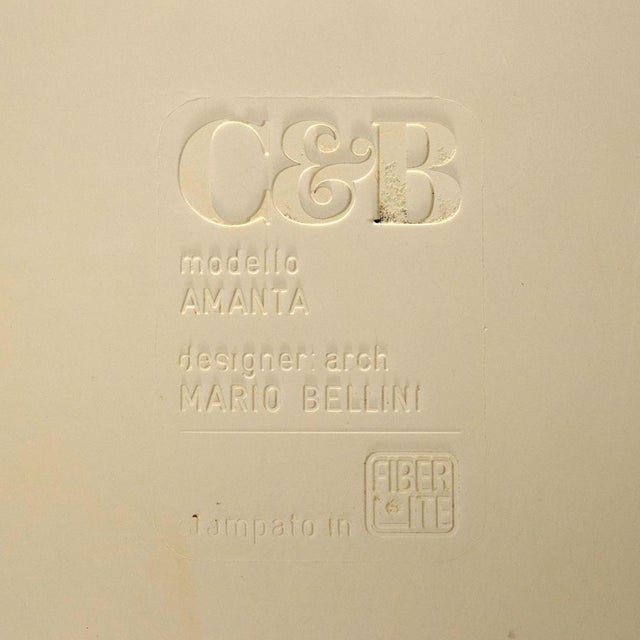 C&B
modello
AMANTA
designer: arch
MARIO BELLINI
stampato in
FIBER
LITE